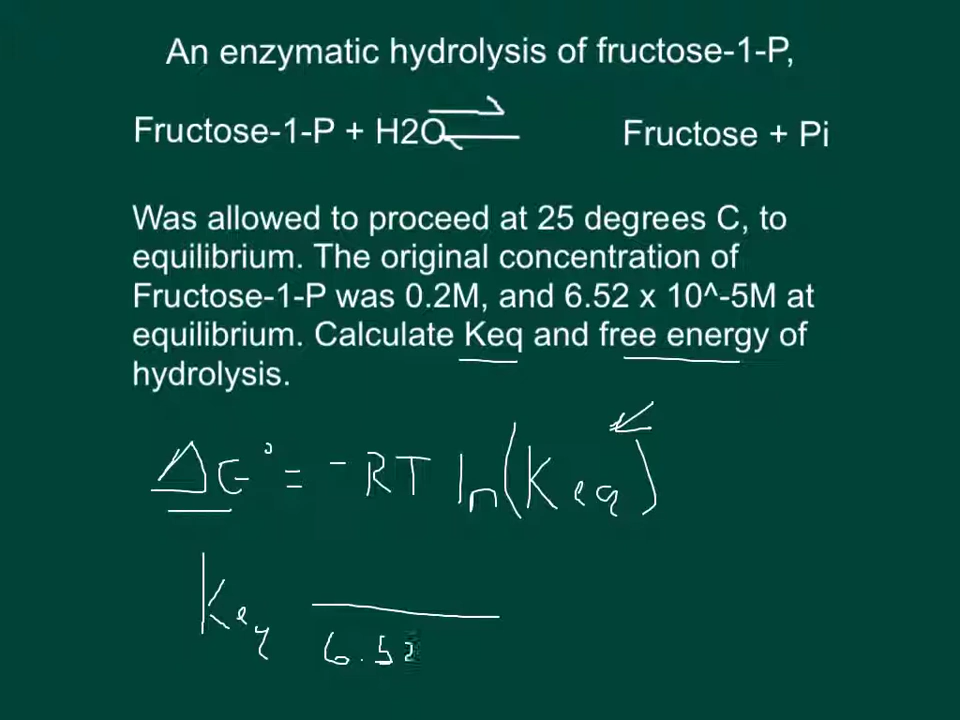 An enzymatic hydrolysis of fructose-1-P,
Fructose-1-P + H2O ⇌ Fructose + Pi
Was allowed to proceed at 25 degrees C, to
equilibrium. The original concentration of
Fructose-1-P was 0.2M, and 6.52 x 10^-5M at
equilibrium. Calculate Keq and free energy of
hydrolysis.
ΔG° = -RT ln(Keq)
Keq
6.52